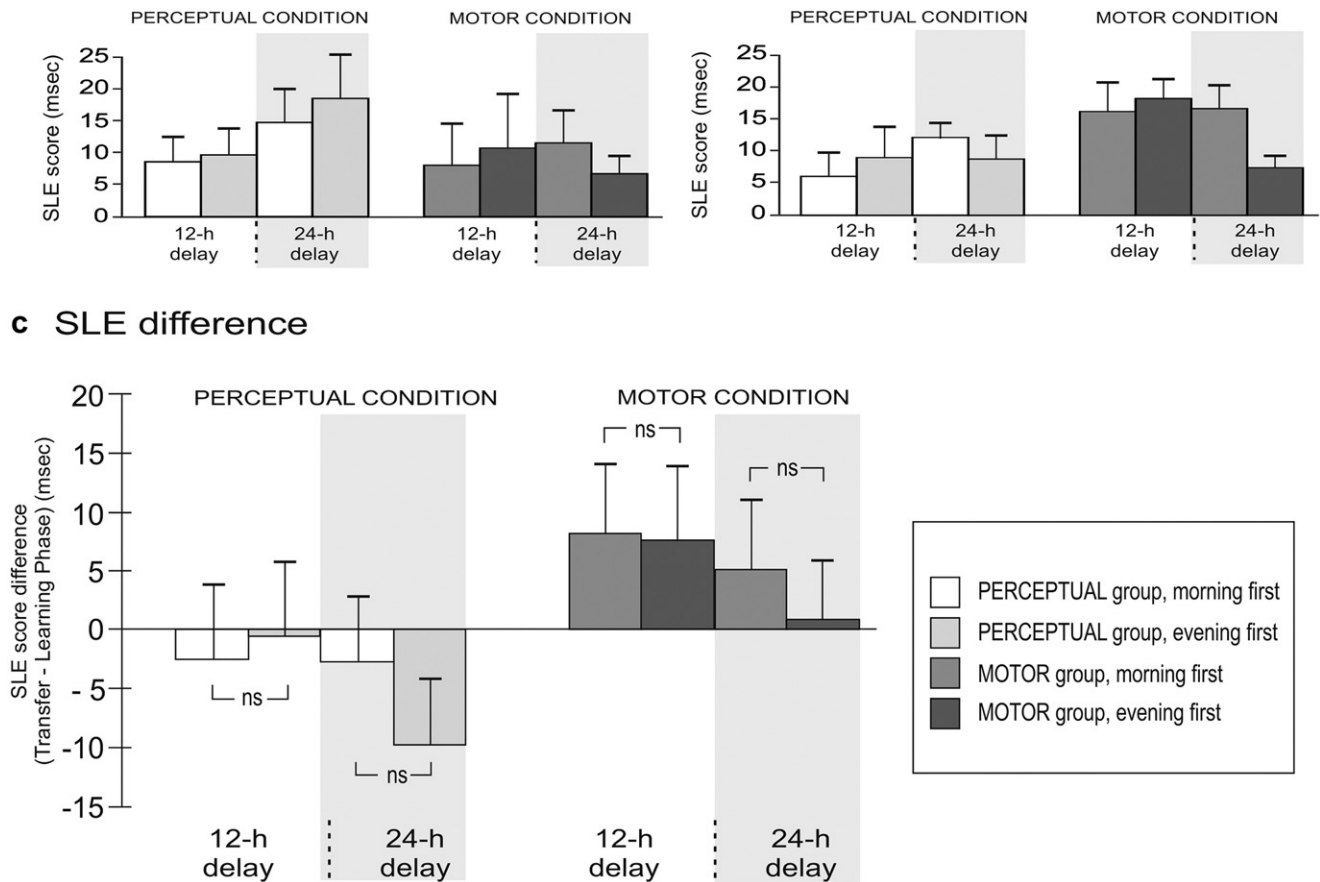 PERCEPTUAL CONDITION MOTOR CONDITION
SLE score (msec)
25
20
15
10
5
0
12-h delay
24-h delay
12-h delay
24-h delay
PERCEPTUAL CONDITION MOTOR CONDITION
SLE score (msec)
25
20
15
10
5
0
12-h delay
24-h delay
12-h delay
24-h delay
c SLE difference
PERCEPTUAL CONDITION MOTOR CONDITION
SLE score difference
(Transfer - Learning Phase) (msec)
20
15
10
5
0
- 5
-10
-15
ns
ns
ns
ns
12-h
delay
24-h
delay
12-h
delay
24-h
delay
PERCEPTUAL group, morning first
PERCEPTUAL group, evening first
MOTOR group, morning first
MOTOR group, evening first